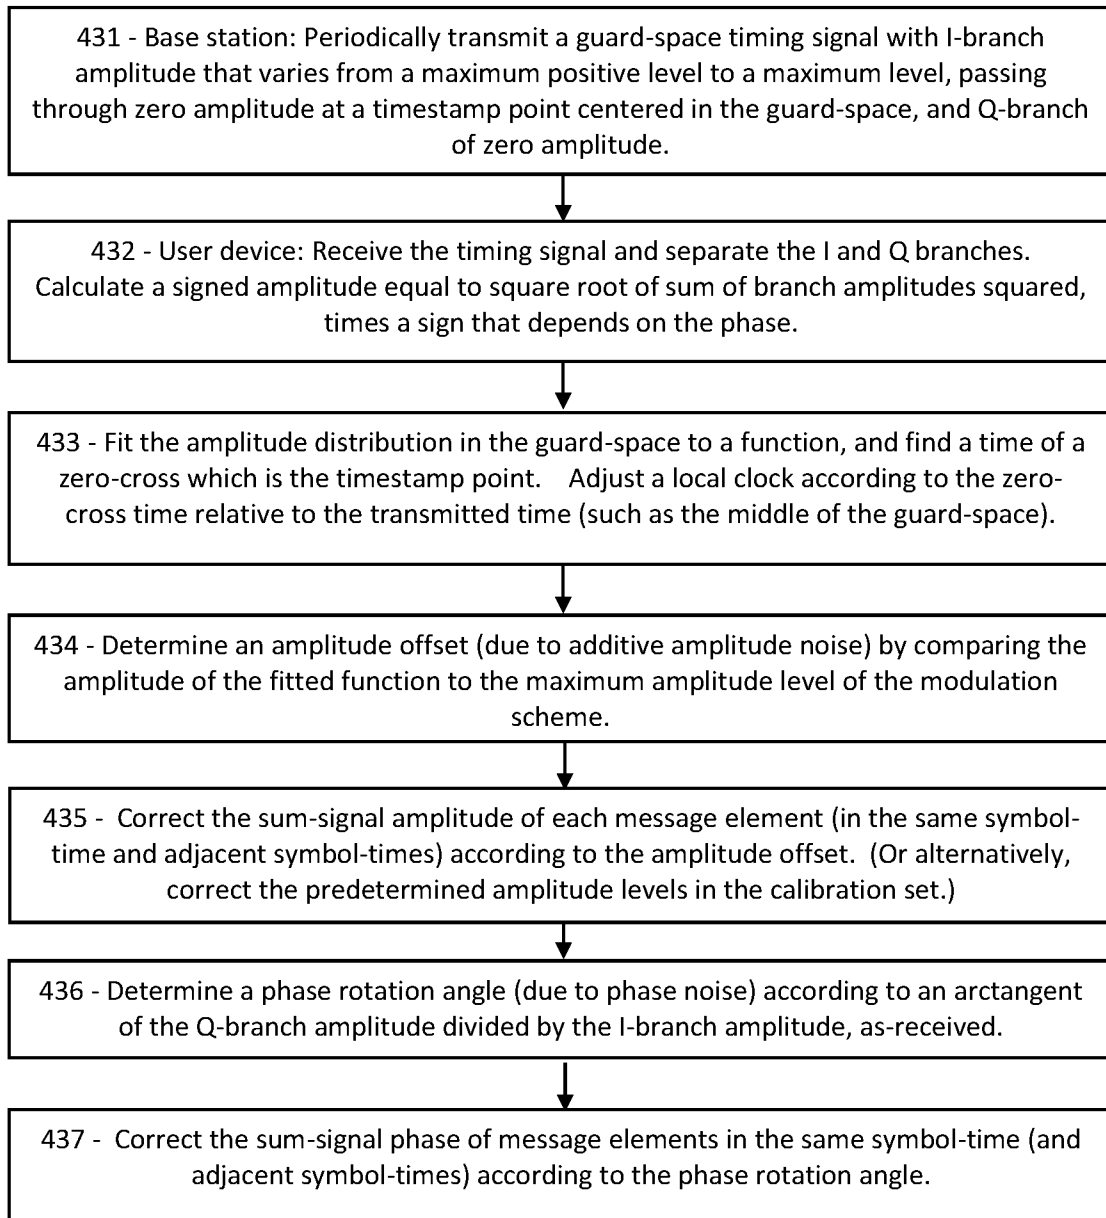 431 - Base station: Periodically transmit a guard-space timing signal with I-branch
amplitude that varies from a maximum positive level to a maximum level, passing
through zero amplitude at a timestamp point centered in the guard-space, and Q-branch
of zero amplitude.
432 - User device: Receive the timing signal and separate the I and Q branches.
Calculate a signed amplitude equal to square root of sum of branch amplitudes squared,
times a sign that depends on the phase.
433 - Fit the amplitude distribution in the guard-space to a function, and find a time of a
zero-cross which is the timestamp point.   Adjust a local clock according to the zero-
cross time relative to the transmitted time (such as the middle of the guard-space).
434 - Determine an amplitude offset (due to additive amplitude noise) by comparing the
amplitude of the fitted function to the maximum amplitude level of the modulation
scheme.
435 -  Correct the sum-signal amplitude of each message element (in the same symbol-
time and adjacent symbol-times) according to the amplitude offset.  (Or alternatively,
correct the predetermined amplitude levels in the calibration set.)
436 - Determine a phase rotation angle (due to phase noise) according to an arctangent
of the Q-branch amplitude divided by the I-branch amplitude, as-received.
437 -  Correct the sum-signal phase of message elements in the same symbol-time (and
adjacent symbol-times) according to the phase rotation angle.